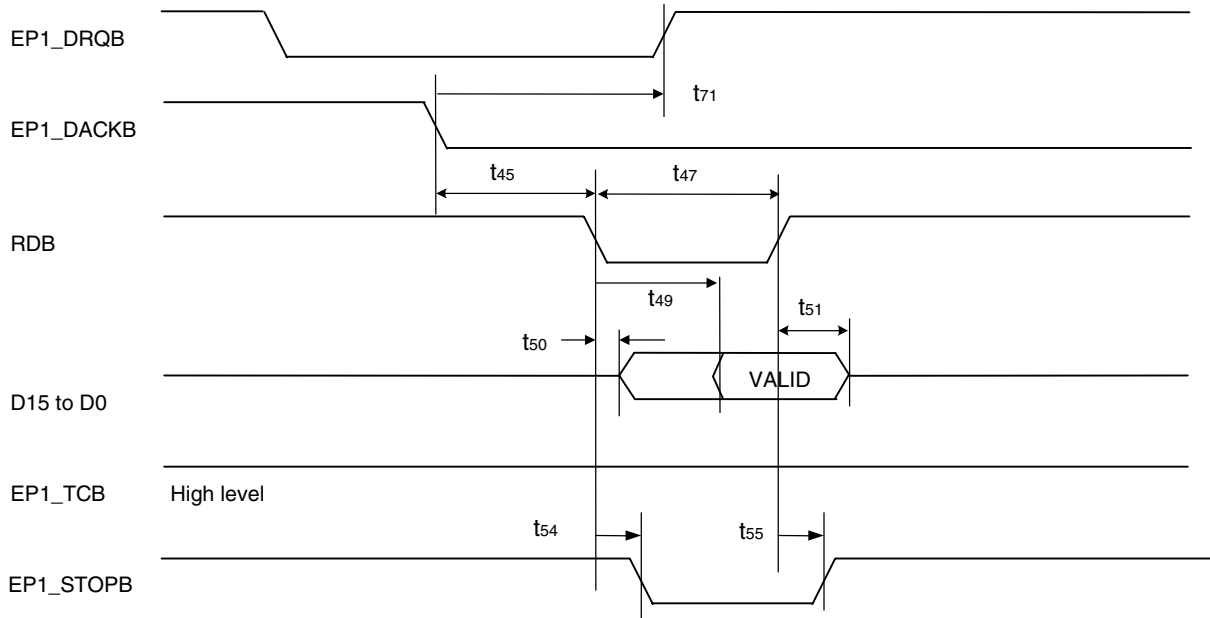 EP1_DRQB
t71
EP1_DACKB
t45
t47
RDB
t49
t51
t50
VALID
D15 to D0
EP1_TCB
High level
t54
t55
EP1_STOPB